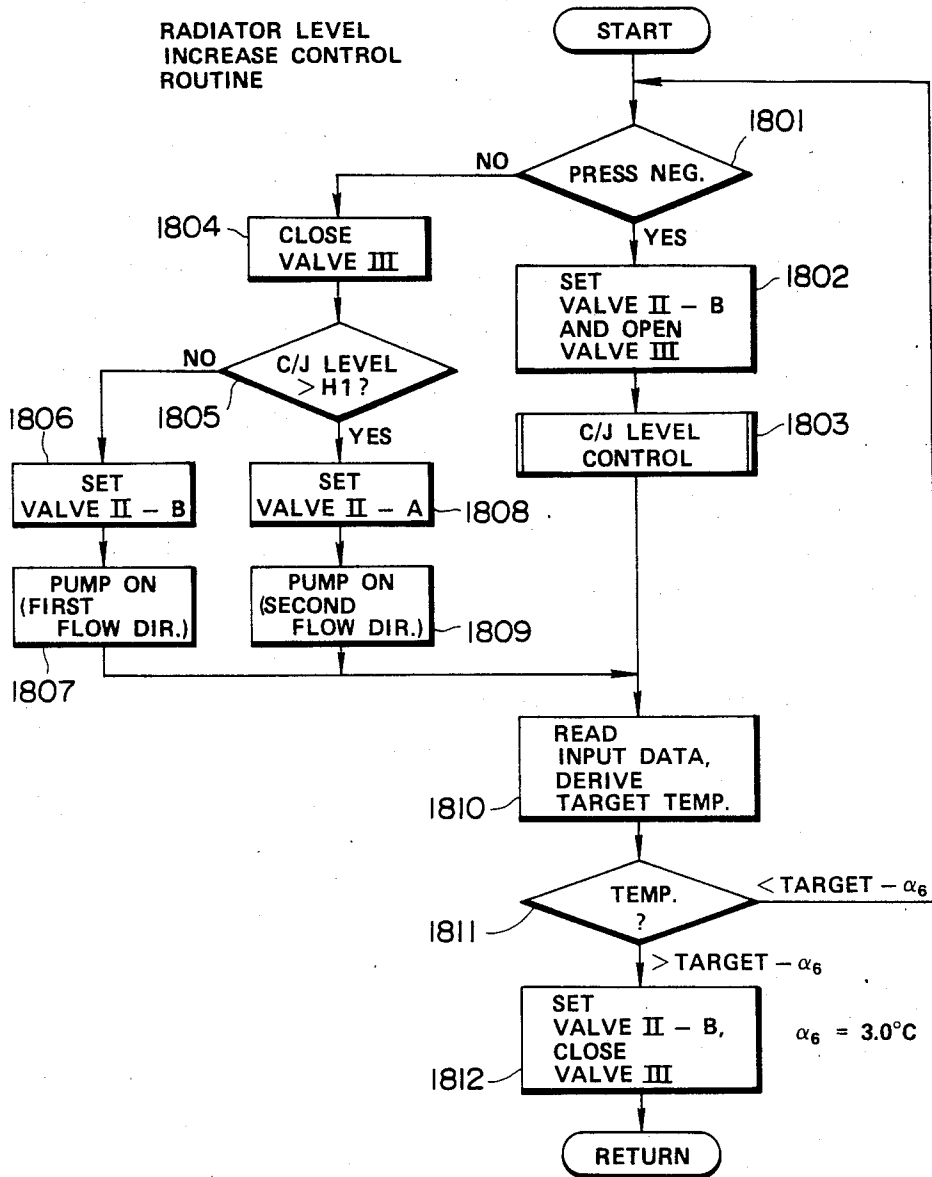 RADIATOR LEVEL
INCREASE CONTROL
ROUTINE
START
1801
PRESS NEG.
NO
YES
1804
CLOSE
VALVE III
1802
SET
VALVE II – B
AND OPEN
VALVE III
C/J LEVEL
> H1?
NO
YES
1805
1803
C/J LEVEL
CONTROL
1806
SET
VALVE II – B
SET
VALVE II – A
1808
PUMP ON
(FIRST
FLOW DIR.)
1807
PUMP ON
(SECOND
FLOW DIR.)
1809
READ
INPUT DATA,
DERIVE
TARGET TEMP.
1810
TEMP.
?
1811
< TARGET – α₆
> TARGET – α₆
SET
VALVE II – B,
CLOSE
VALVE III
1812
α₆ = 3.0°C
RETURN